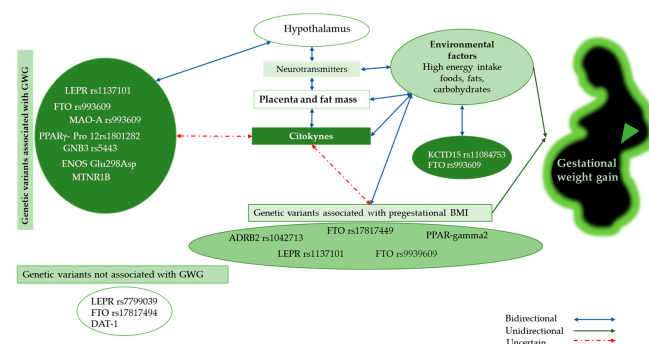 Hypothalamus
Neurotransmitters
Placenta and fat mass
Citokynes
Environmental
factors
High energy intake
foods, fats,
carbohydrates
KCTD15 rs11084753
FTO rs993609
Gestational
weight gain
Genetic variants associated with GWG
LEPR rs1137101
FTO rs993609
MAO-A rs993609
PPARγ- Pro 12rs1801282
GNB3 rs5443
ENOS Glu298Asp
MTNR1B
Genetic variants associated with pregestational BMI
FTO rs17817449
ADRB2 rs1042713
PPAR-gamma2
LEPR rs1137101
FTO rs9939609
Genetic variants not associated with GWG
LEPR rs7799039
FTO rs17817494
DAT-1
Bidirectional
Unidirectional
Uncertain